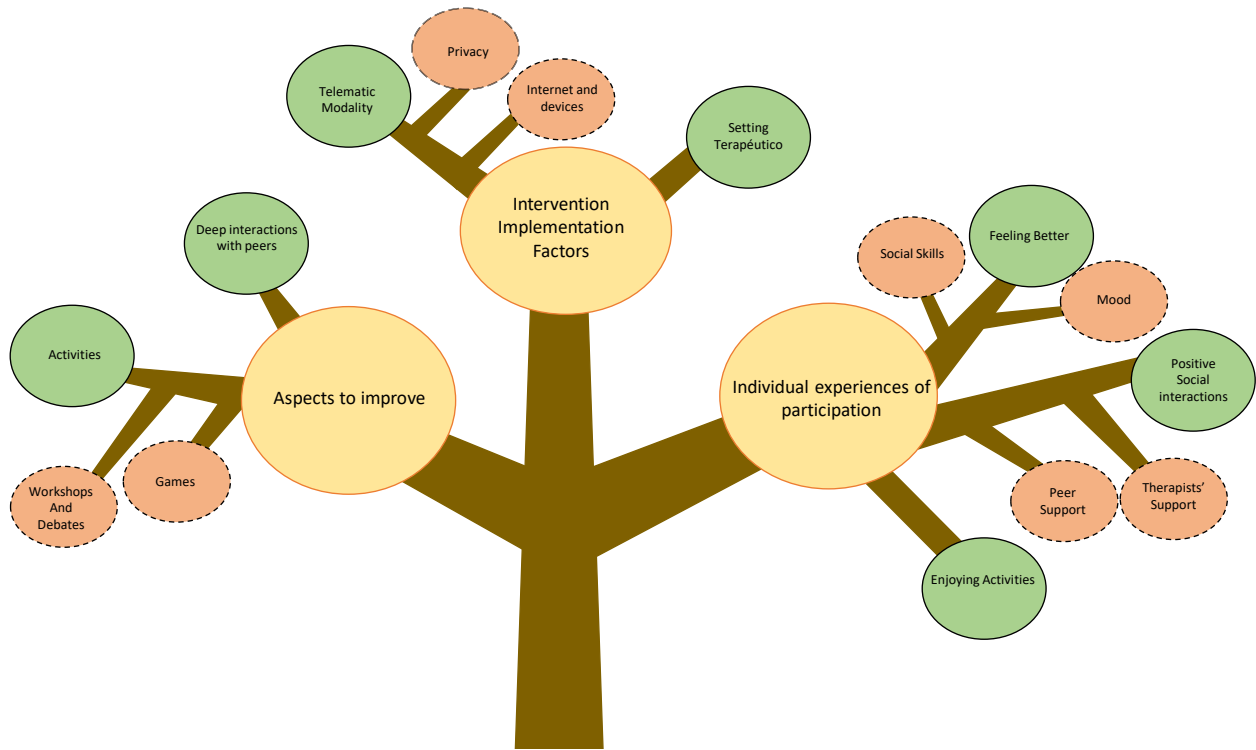 Privacy
Telematic
Modality
Internet and
devices
Setting
Terapéutico
Intervention
Implementation
Factors
Deep interactions
with peers
Activities
Aspects to improve
Workshops
And
Debates
Games
Social Skills
Feeling Better
Mood
Individual experiences of
participation
Positive
Social
interactions
Peer
Support
Therapists’
Support
Enjoying Activities